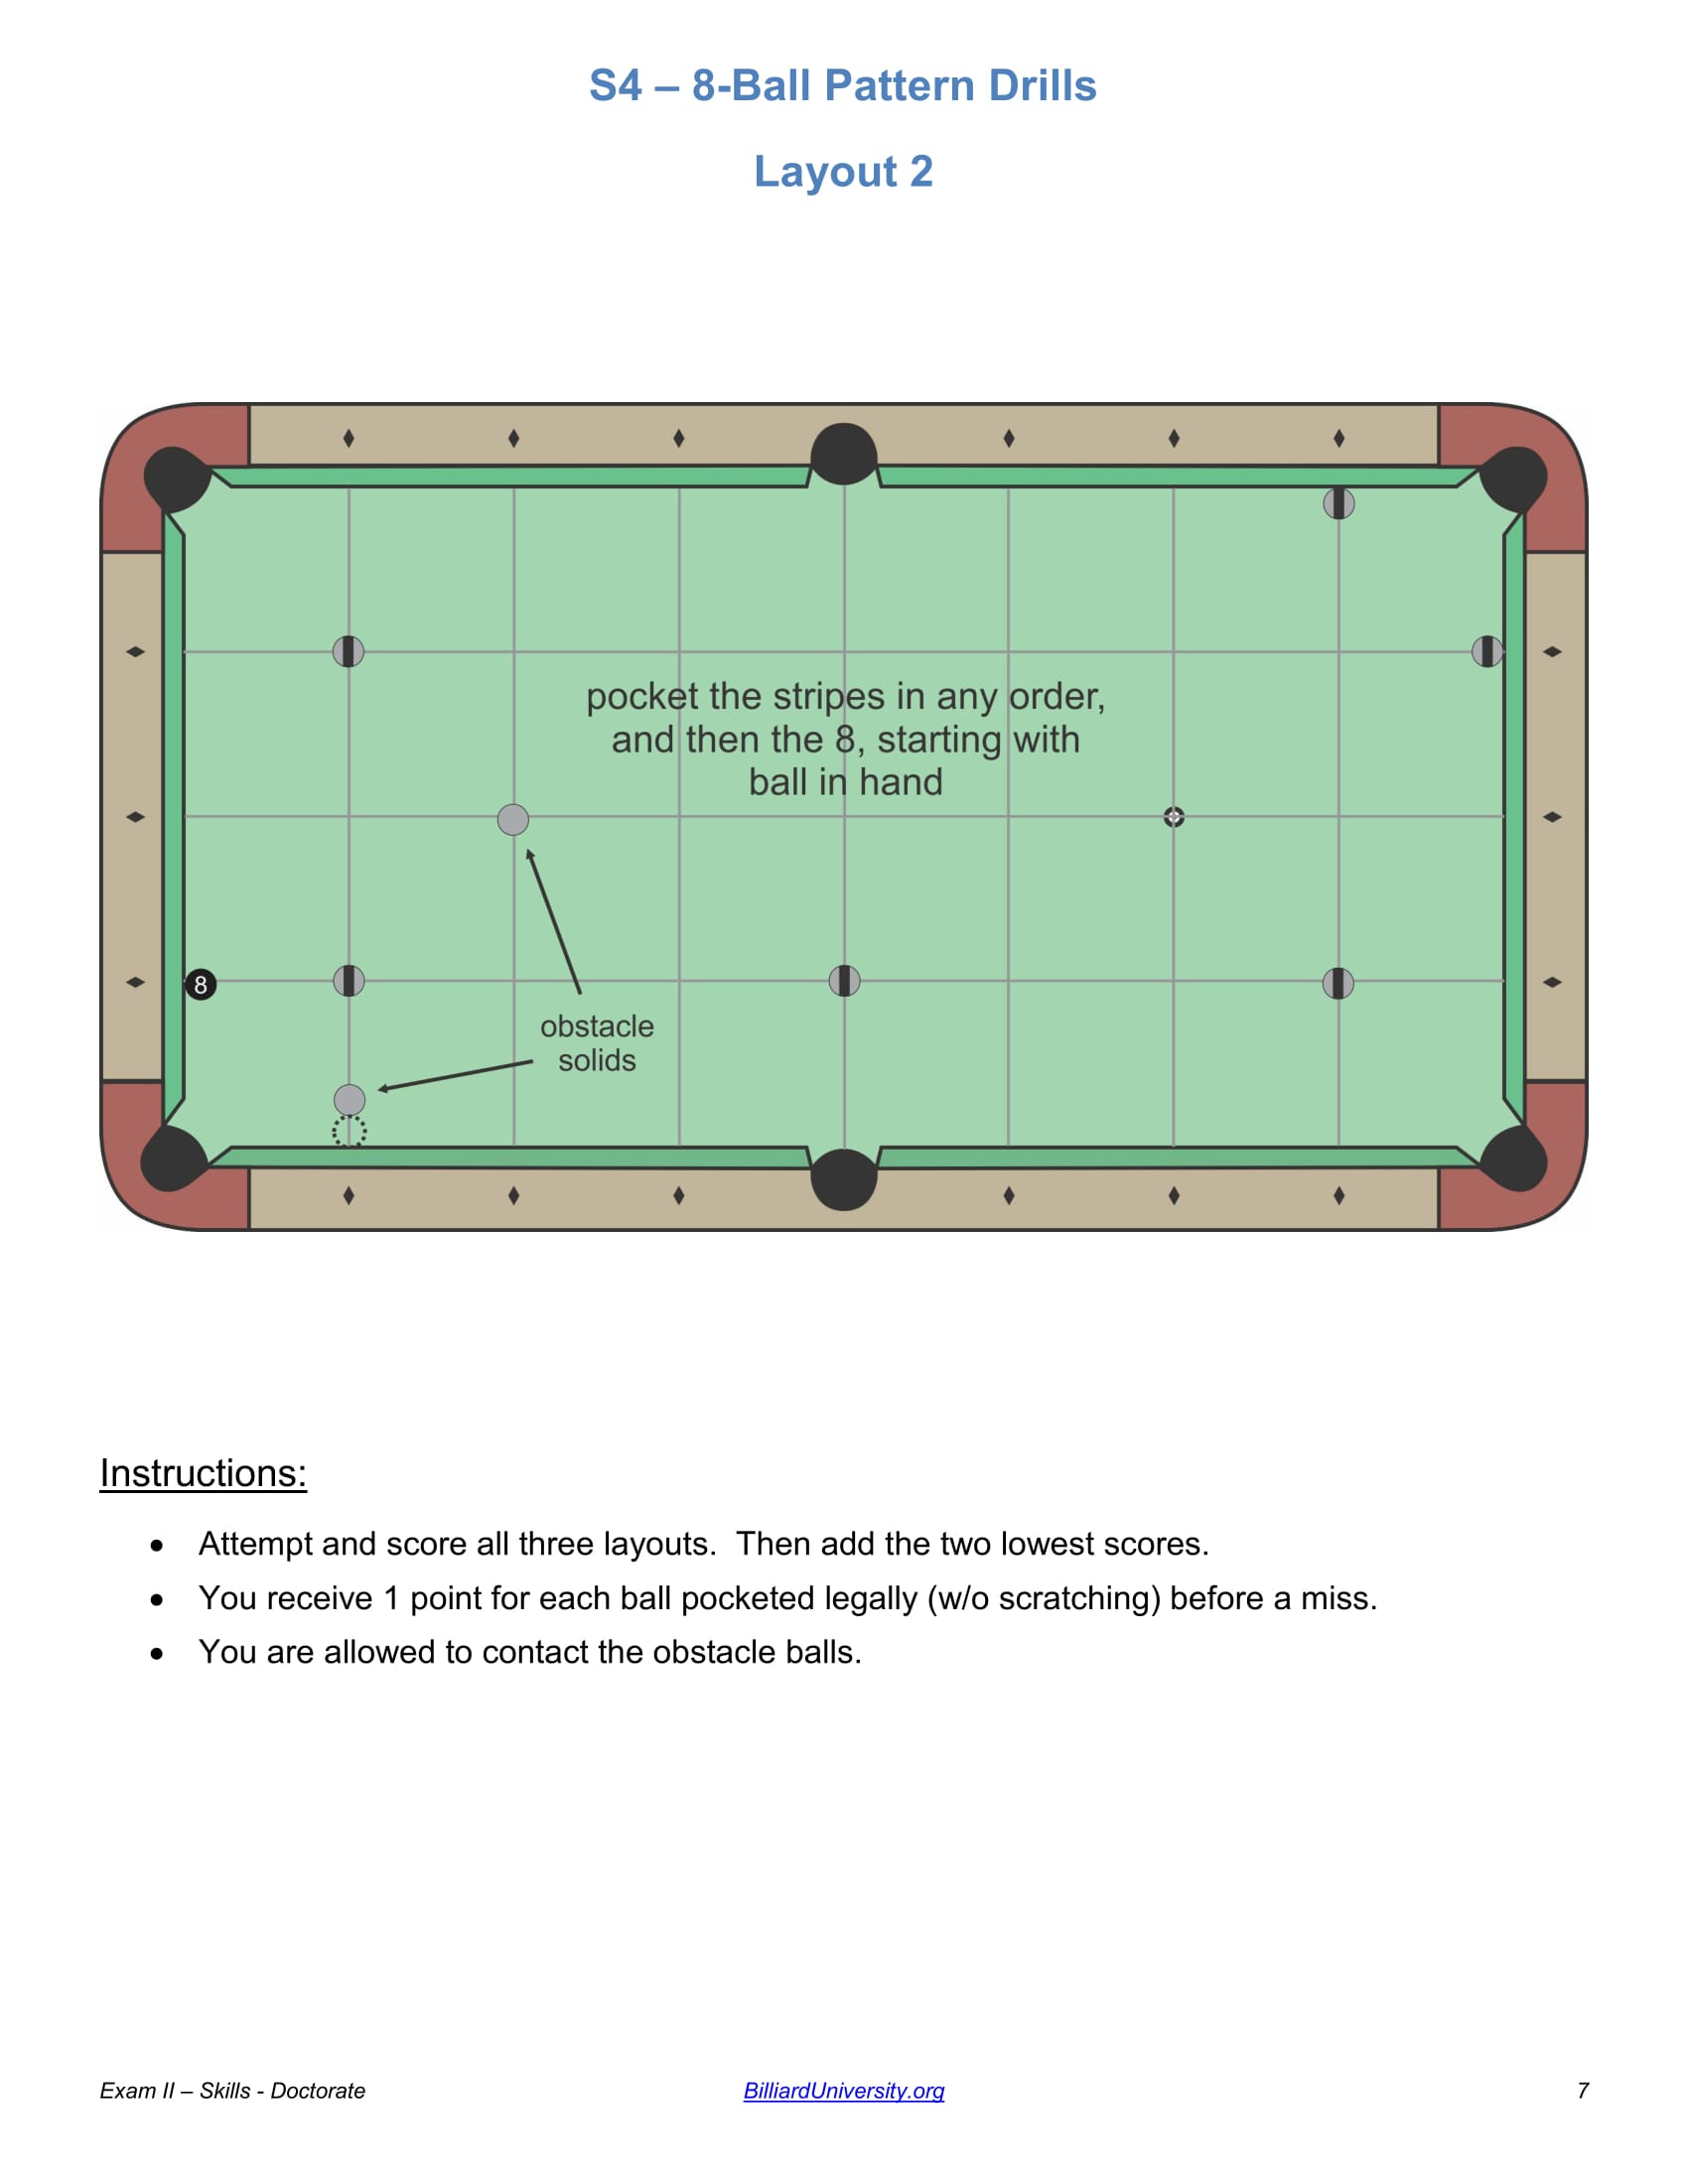 S4 – 8-Ball Pattern Drills
Layout 2
pocket the stripes in any order,
and then the 8, starting with
ball in hand
8
obstacle
solids
Instructions:
• Attempt and score all three layouts.  Then add the two lowest scores.
• You receive 1 point for each ball pocketed legally (w/o scratching) before a miss.
• You are allowed to contact the obstacle balls.
Exam II – Skills - Doctorate BilliardUniversity.org 7